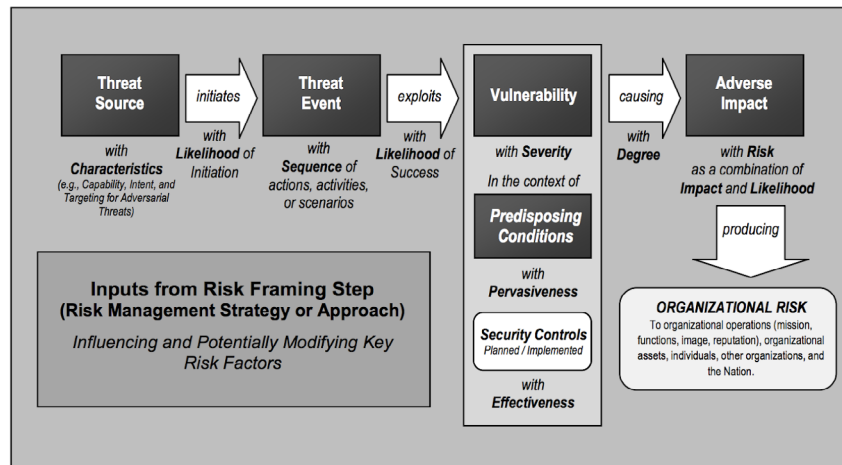 Threat
Source
initiates
Threat
Event
exploits
Vulnerability
causing
Adverse
Impact
with
Characteristics
(e.g., Capability, Intent, and
Targeting for Adversarial
Threats)
with
Likelihood of
Initiation
with
Sequence of
actions, activities,
or scenarios
with
Likelihood of
Success
with Severity
In the context of
Predisposing
Conditions
with
Pervasiveness
Security Controls
Planned / Implemented
with
Effectiveness
with
Degree
with Risk
as a combination of
Impact and Likelihood
producing
ORGANIZATIONAL RISK
To organizational operations (mission,
functions, image, reputation), organizational
assets, individuals, other organizations, and
the Nation.
Inputs from Risk Framing Step
(Risk Management Strategy or Approach)
Influencing and Potentially Modifying Key
Risk Factors